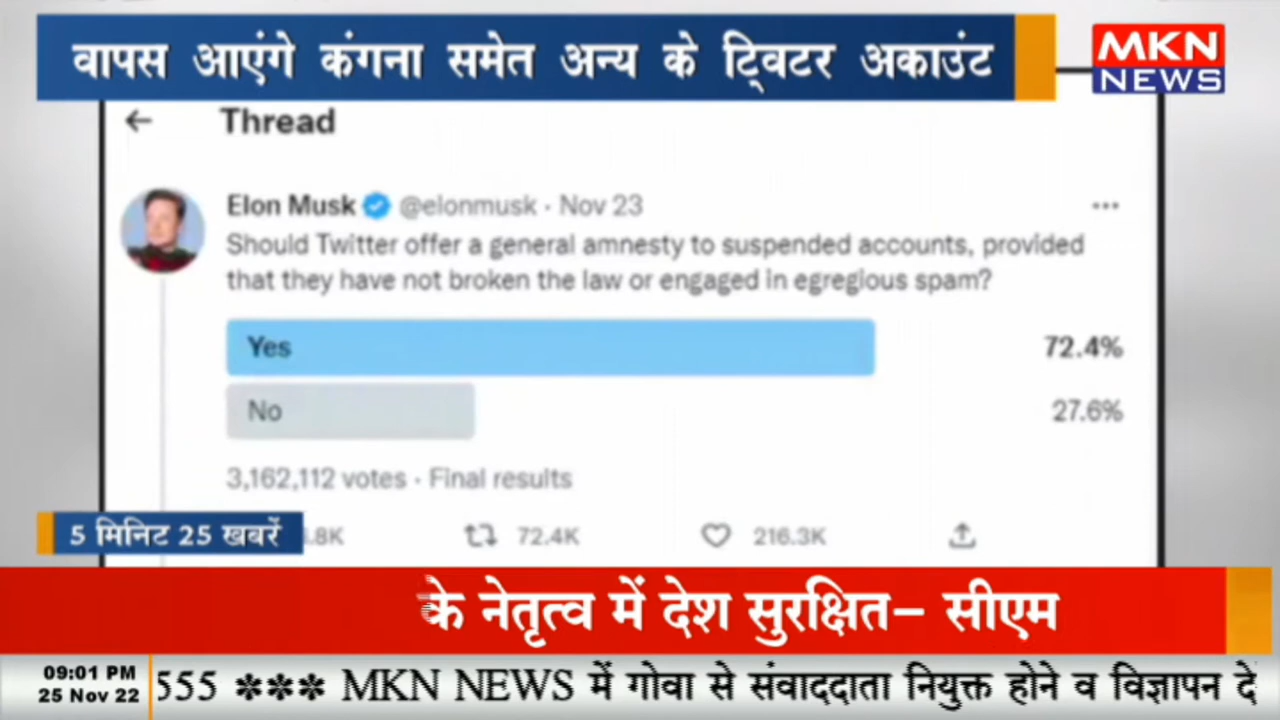 वापस आएंगे कंगना समेत अन्य के ट्विटर अकाउंट
MKN
NEWS
Thread
Elon Musk @elonmusk · Nov 23
Should Twitter offer a general amnesty to suspended accounts, provided
that they have not broken the law or engaged in egregious spam?
Yes 72.4%
No 27.6%
3,162,112 votes · Final results
5 मिनिट 25 खबरें .8K 72.4K 216.3K
के नेतृत्व में देश सुरक्षित– सीएम
09:01 PM
25 Nov 22
555 *** MKN NEWS में गोवा से संवाददाता नियुक्त होने व विज्ञापन दे